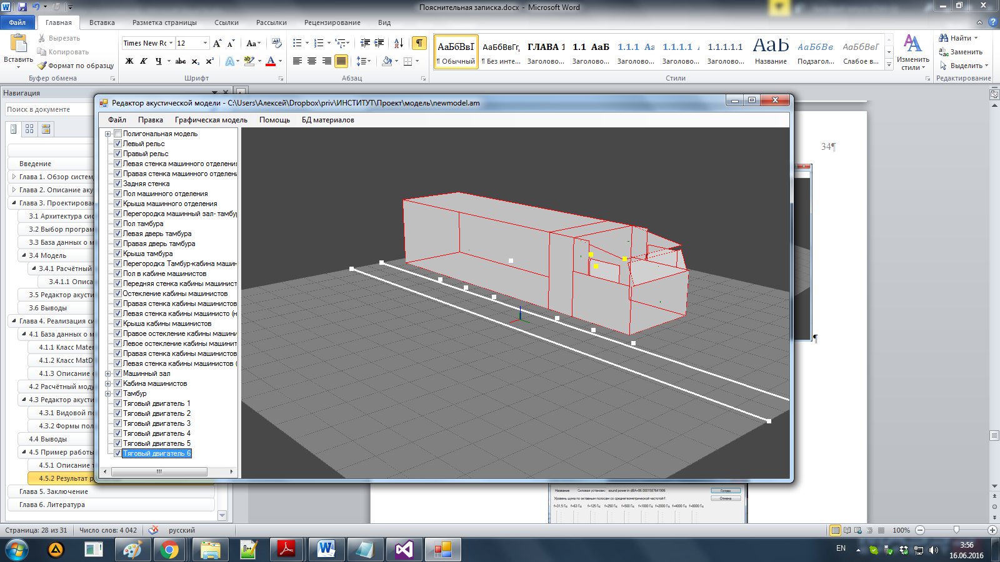 Пояснительная записка.docx - Microsoft Word
Файл Главная Вставка Разметка страницы Ссылки Рассылки Рецензирование Вид
Вставить
Вырезать
Копировать
Формат по образцу
Буфер обмена
Times New Rc 12
Ж К Ч abc x₂ x²
Шрифт
Абзац
АаБбВвІ АаБбВвГг, ГЛАВА 1 1.1 АаБ 1.1.1 Аа 1.1.1.1 1.1.1.1.1 АаБ АаБбВв. АаБбВвГ
¶ Обычный ¶ Без инте... Заголово... Заголово... Заголово... Заголово... Заголово... Название Подзагол... Слабое в...
Стили
Изменить стили
Найти
Заменить
Выделить
Редактирование
Навигация
Поиск в документе
Введение
Глава 1. Обзор систем
Глава 2. Описание аку
Глава 3. Проектирован
3.1 Архитектура сис
3.2 Выбор програм
3.3 База данных о м
3.4 Модель
3.4.1 Расчётный
3.4.1.1 Описа
3.5 Редактор акусти
3.6 Выводы
Глава 4. Реализация си
4.1 База данных о м
4.1.1 Класс Mater
4.1.2 Класс MatD
4.1.3 Описание
4.2 Расчётный моду
4.3 Редактор акусти
4.3.1 Видовой по
4.3.2 Формы пол
4.4 Выводы
4.5 Пример работы
4.5.1 Описание т
4.5.2 Результат р
Глава 5. Заключение
Глава 6. Литература
Редактор акустической модели - C:\Users\Алексей\Dropbox\priv\ИНСТИТУТ\Проект\модель\newmodel.am
Файл Правка Графическая модель Помощь БД материалов
Полигональная модель
Левый рельс
Правый рельс
Левая стенка машинного отделения
Правая стенка машинного отделени
Задняя стенка
Пол машинного отделения
Крыша машинного отделения
Перегородка машинный зал- тамбур
Пол тамбура
Левая дверь тамбура
Правая дверь тамбура
Крыша тамбура
Перегородка Тамбур-кабина машин
Пол в кабине машинистов
Передняя стенка кабины машинист
Остекление кабины машинистов
Правая стенка кабины машинистов
Левая стенка кабины машинисто (н
Крыша кабины машинистов
Правое остекление кабины машини
Левое остекление кабины машинит
Правая стенка кабины машинистов
Левая стенка кабины машинистов (
Машинный зал
Кабина машинистов
Тамбур
Тяговый двигатель 1
Тяговый двигатель 2
Тяговый двигатель 3
Тяговый двигатель 4
Тяговый двигатель 5
Тяговый двигатель 6
34¶
¶
Название Силовая установка: sound power in dBA=86.0001587641906 Готово
Уровень шума по октавным полосам со среднегеометрической частотой f: Отмена
f=31,5 Гц f=63 Гц f=125 Гц f=250 Гц f=500 Гц f=1000 Гц f=2000 Гц f=4000 Гц f=8000 Гц
Страница: 28 из 31 Число слов: 4 042 русский 100%
EN 3:56
16.06.2016